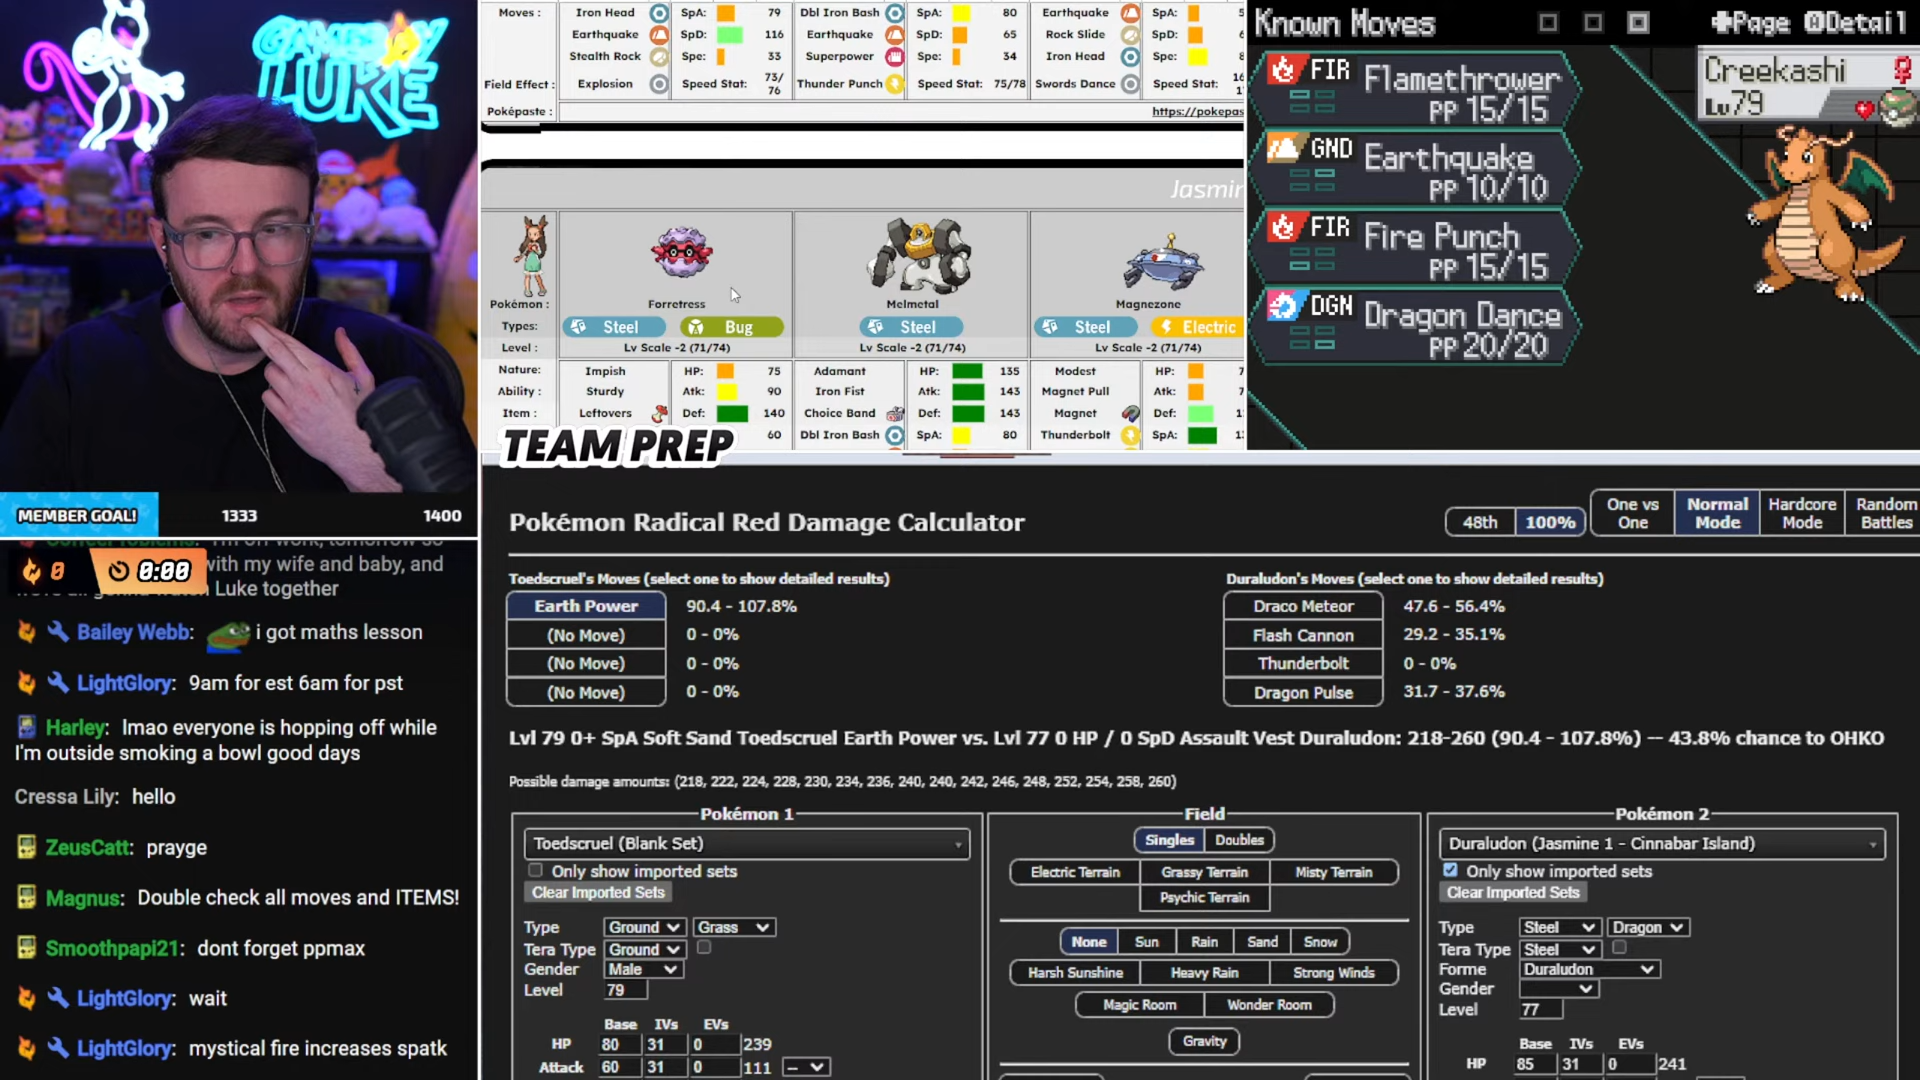 GAMEBOY
LUKE
MEMBER GOAL! 1333 1400
0 0:00
with my wife and baby, and
Luke together
Bailey Webb: i got maths lesson
LightGlory: 9am for est 6am for pst
Harley: lmao everyone is hopping off while
I'm outside smoking a bowl good days
Cressa Lily: hello
ZeusCatt: prayge
Magnus: Double check all moves and ITEMS!
Smoothpapi21: dont forget ppmax
LightGlory: wait
LightGlory: mystical fire increases spatk
Moves : Iron Head SpA: 79 Dbl Iron Bash SpA: 80 Earthquake SpA:
Earthquake SpD: 116 Earthquake SpD: 65 Rock Slide SpD:
Stealth Rock Spe: 33 Superpower Spe: 34 Iron Head Spe:
Field Effect : Explosion Speed Stat: 73/76 Thunder Punch Speed Stat: 75/78 Swords Dance Speed Stat:
Poképaste : https://pokepas
Jasmin
Pokémon : Forretress Melmetal Magnezone
Types: Steel Bug Steel Steel Electric
Level : Lv Scale -2 (71/74) Lv Scale -2 (71/74) Lv Scale -2 (71/74)
Nature: Impish HP: 75 Adamant HP: 135 Modest HP:
Ability: Sturdy Atk: 90 Iron Fist Atk: 143 Magnet Pull Atk:
Item : Leftovers Def: 140 Choice Band Def: 143 Magnet Def:
60 Dbl Iron Bash SpA: 80 Thunderbolt SpA:
TEAM PREP
Known Moves Page Detail
FIR Flamethrower
PP 15/15
GND Earthquake
PP 10/10
FIR Fire Punch
PP 15/15
DGN Dragon Dance
PP 20/20
Creekashi ♀
Lv79
Pokémon Radical Red Damage Calculator
48th 100% One vs One Normal Mode Hardcore Mode Random Battles
Toedscruel's Moves (select one to show detailed results)
Earth Power 90.4 - 107.8%
(No Move) 0 - 0%
(No Move) 0 - 0%
(No Move) 0 - 0%
Duraludon's Moves (select one to show detailed results)
Draco Meteor 47.6 - 56.4%
Flash Cannon 29.2 - 35.1%
Thunderbolt 0 - 0%
Dragon Pulse 31.7 - 37.6%
Lvl 79 0+ SpA Soft Sand Toedscruel Earth Power vs. Lvl 77 0 HP / 0 SpD Assault Vest Duraludon: 218-260 (90.4 - 107.8%) -- 43.8% chance to OHKO
Possible damage amounts: (218, 222, 224, 228, 230, 234, 236, 240, 240, 242, 246, 248, 252, 254, 258, 260)
Pokémon 1
Toedscruel (Blank Set)
Only show imported sets
Clear Imported Sets
Type Ground Grass
Tera Type Ground
Gender Male
Level 79
Base IVs EVs
HP 80 31 0 239
Attack 60 31 0 111 --
Field
Singles Doubles
Electric Terrain Grassy Terrain Misty Terrain
Psychic Terrain
None Sun Rain Sand Snow
Harsh Sunshine Heavy Rain Strong Winds
Magic Room Wonder Room
Gravity
Pokémon 2
Duraludon (Jasmine 1 - Cinnabar Island)
Only show imported sets
Clear Imported Sets
Type Steel Dragon
Tera Type Steel
Forme Duraludon
Gender
Level 77
Base IVs EVs
HP 85 31 0 241